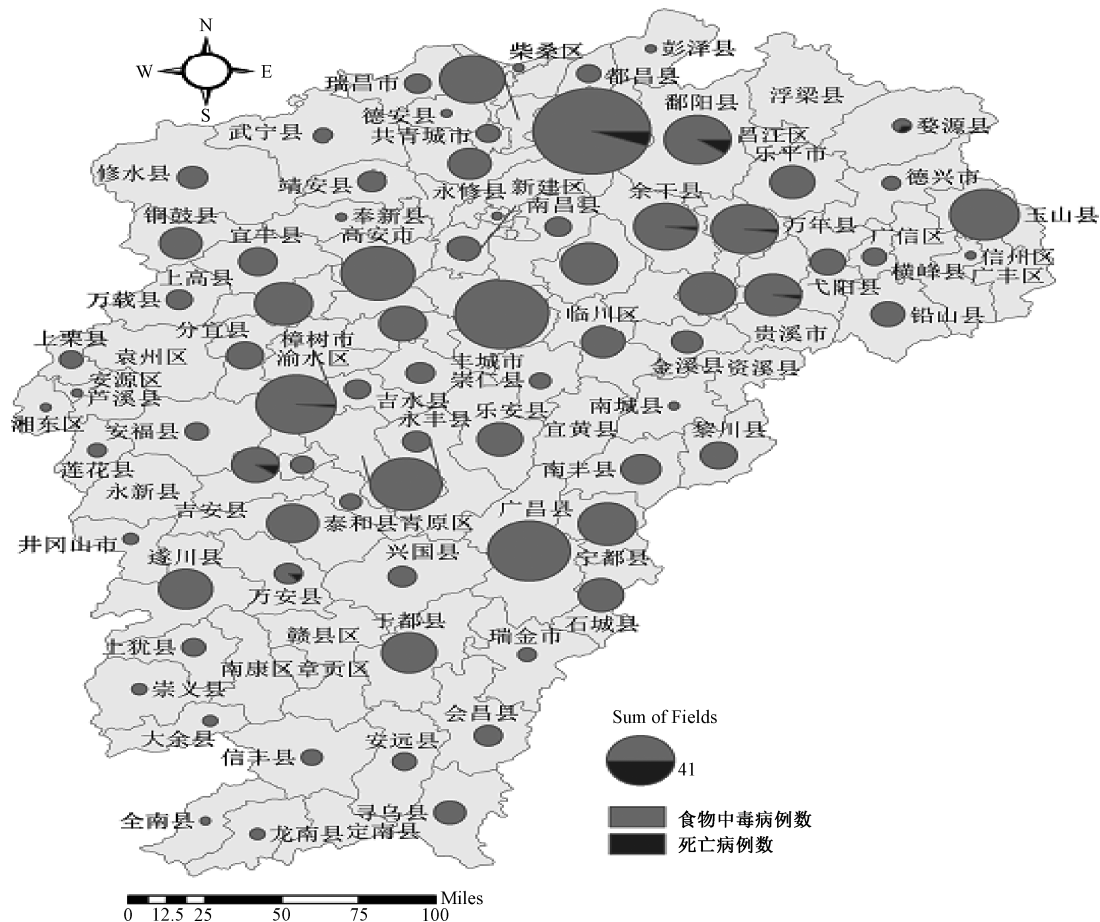 N
W E
S
柴桑区
彭泽县
瑞昌市
都昌县
德安县
鄱阳县
浮梁县
武宁县
共青城市
昌江区
婺源县
乐平市
修水县
靖安县
永修县
新建区
余干县
德兴市
铜鼓县
奉新县
南昌县
玉山县
宜丰县
高安市
万年县
广信区
上高县
横峰县
信州区
广丰区
万载县
弋阳县
分宜县
临川区
铅山县
上栗县
袁州区
樟树市
渝水区
丰城市
贵溪市
安源区
崇仁县
金溪县
资溪县
芦溪县
吉水县
湘东区
永丰县
乐安县
南城县
安福县
宜黄县
黎川县
莲花县
南丰县
永新县
吉安县
泰和县
青原区
广昌县
井冈山市
遂川县
兴国县
宁都县
万安县
石城县
上犹县
赣县区
于都县
瑞金市
南康区
章贡区
崇义县
会昌县
大余县
信丰县
安远县
寻乌县
全南县
龙南县
定南县
Sum of Fields
41
食物中毒病例数
死亡病例数
Miles
0 12.5 25 50 75 100